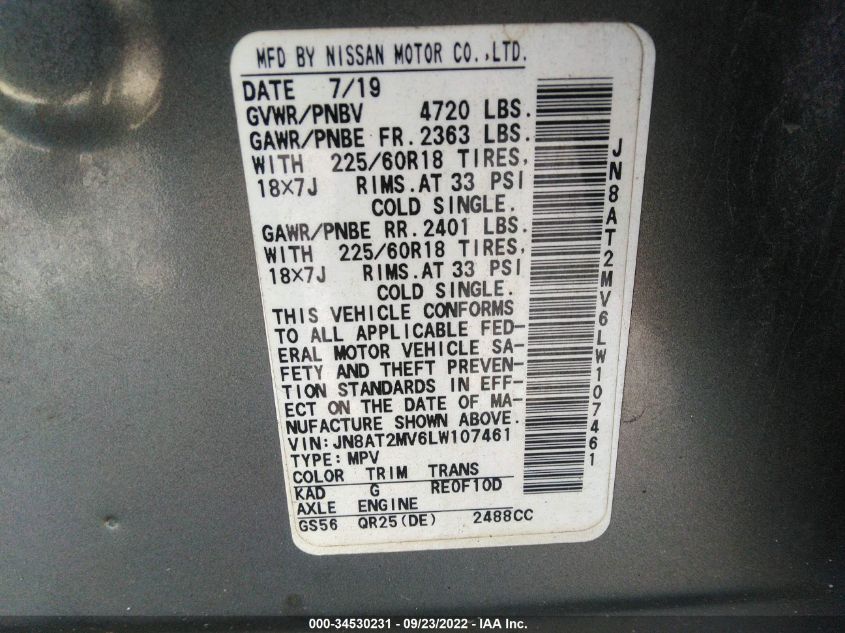 MFD BY NISSAN MOTOR CO.,LTD.
DATE 7/19
GVWR/PNBV 4720 LBS.
GAWR/PNBE FR.2363 LBS.
WITH 225/60R18 TIRES,
18X7J RIMS.AT 33 PSI
COLD SINGLE.
GAWR/PNBE RR.2401 LBS.
WITH 225/60R18 TIRES,
18X7J RIMS.AT 33 PSI
COLD SINGLE.
THIS VEHICLE CONFORMS
TO ALL APPLICABLE FED-
ERAL MOTOR VEHICLE SA-
FETY AND THEFT PREVEN-
TION STANDARDS IN EFF-
ECT ON THE DATE OF MA-
NUFACTURE SHOWN ABOVE.
VIN:JN8AT2MV6LW107461
TYPE:MPV
COLOR TRIM TRANS
KAD G RE0F10D
AXLE ENGINE
GS56 QR25(DE) 2488CC
JN8AT2MV6LW107461
000-34530231 - 09/23/2022 - IAA Inc.